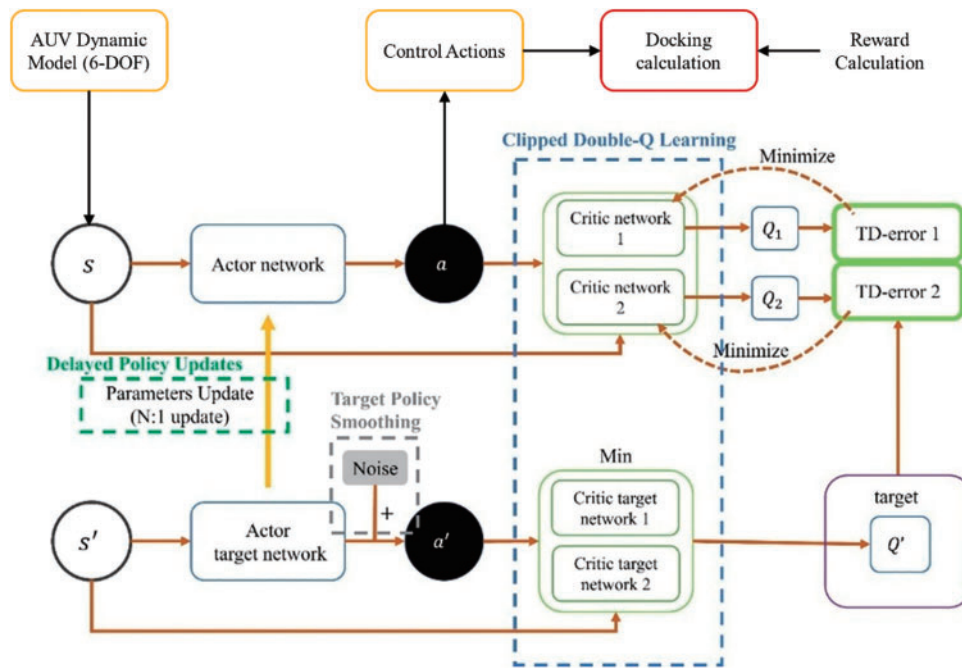 AUV Dynamic
Model (6-DOF)
Control Actions
Docking
calculation
Reward
Calculation
Clipped Double-Q Learning
Minimize
s
Actor network
a
Critic network
1
Q₁
TD-error 1
Critic network
2
Q₂
TD-error 2
Minimize
Delayed Policy Updates
Parameters Update
(N:1 update)
Target Policy
Smoothing
Noise
+
Min
s′
Actor
target network
a′
Critic target
network 1
Critic target
network 2
target
Q′